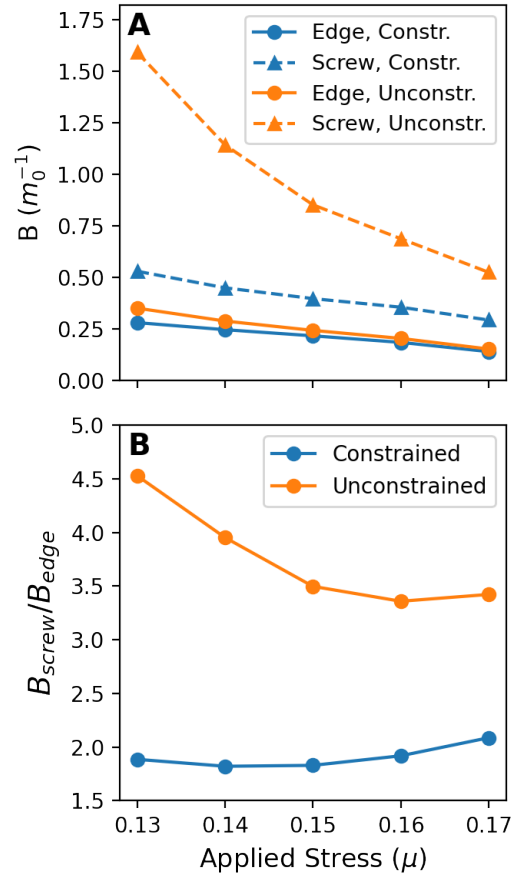 A
Edge, Constr.
Screw, Constr.
Edge, Unconstr.
Screw, Unconstr.
1.75
1.50
1.25
1.00
0.75
0.50
0.25
0.00
B (m₀⁻¹)
B
Constrained
Unconstrained
5.0
4.5
4.0
3.5
3.0
2.5
2.0
1.5
B_screw/B_edge
0.13 0.14 0.15 0.16 0.17
Applied Stress (μ)